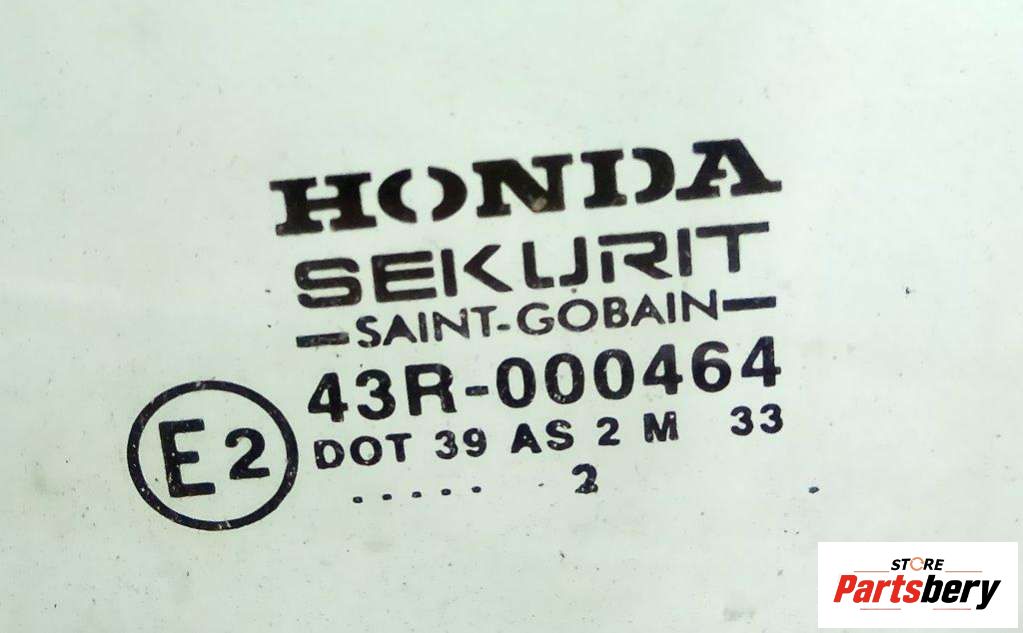 HONDA
SEKURIT
—SAINT-GOBAIN—
43R-000464
E2
DOT 39 AS 2 M 33
..... 2 .
STORE
Partsbery